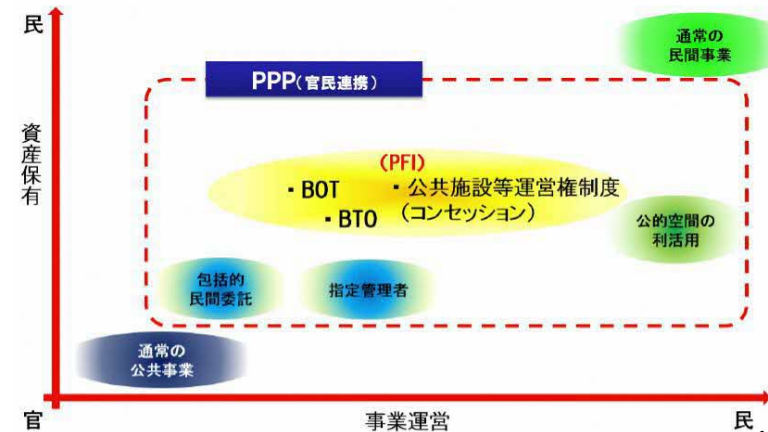 民
通常の
民間事業
PPP(官民連携)
資産保有
(PFI)
・BOT
・公共施設等運営権制度
・BTO
(コンセッション)
公的空間の
利活用
包括的
民間委託
指定管理者
通常の
公共事業
官
事業運営
民